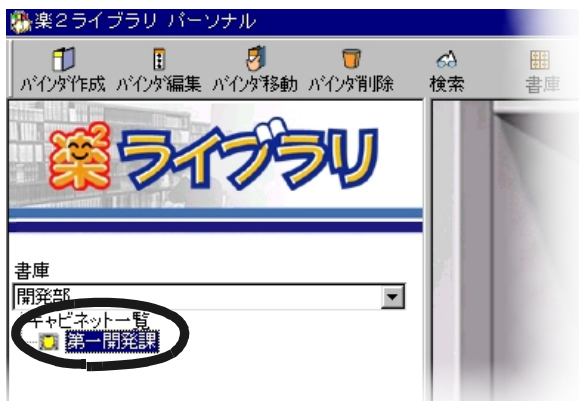 楽2ライブラリ パーソナル
バインダ作成 バインダ編集 バインダ移動 バインダ削除 検索 書庫
楽2ライブラリ
書庫
開発部
キャビネット一覧
第一開発課